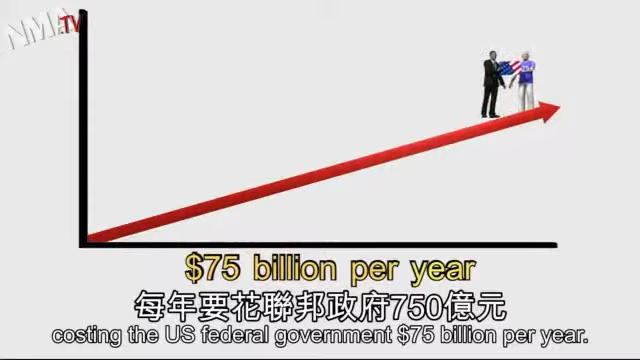 NMA.TV
$75 billion per year
每年要花聯邦政府750億元
costing the US federal government $75 billion per year.